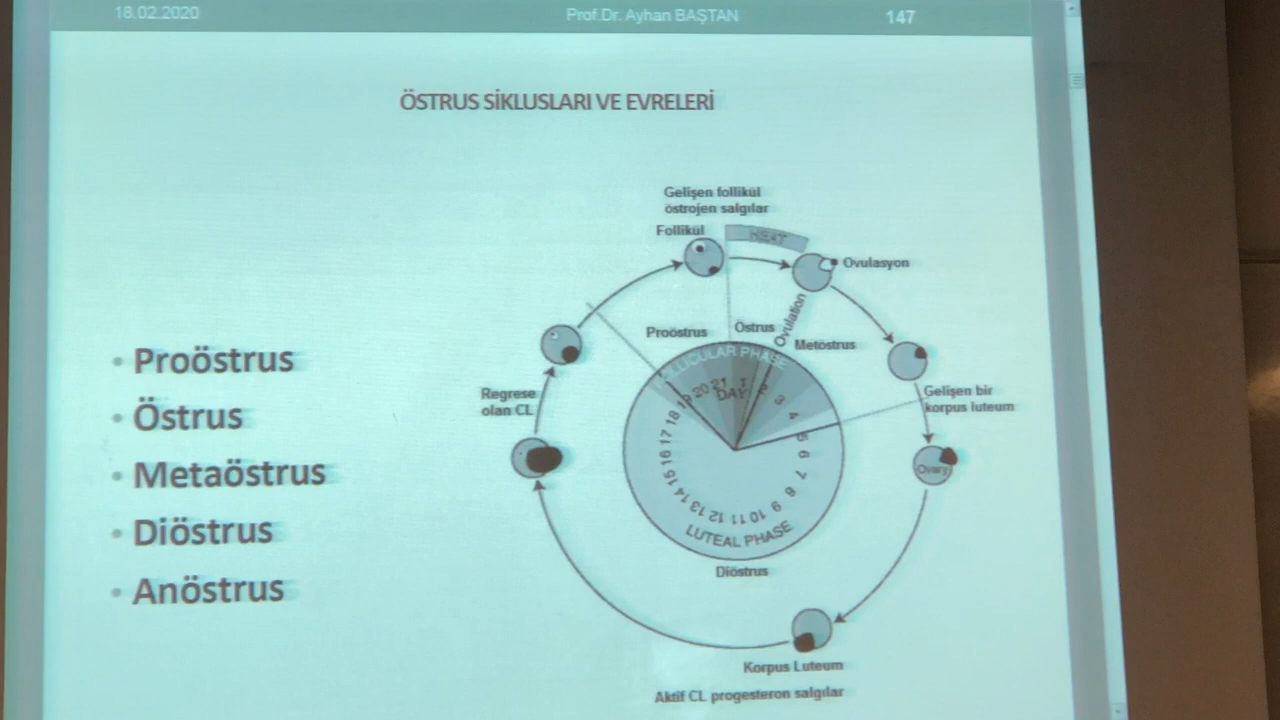 18.02.2020
Prof.Dr. Ayhan BAŞTAN
147
ÖSTRUS SİKLUSLARI VE EVRELERİ
• Proöstrus
• Östrus
• Metaöstrus
• Diöstrus
• Anöstrus
Gelişen follikül
östrojen salgılar
Follikül
HEAT
Ovulasyon
Ovulation
Proöstrus
Östrus
Metöstrus
FOLLUCULAR PHASE
DAY
1
2
3
4
5
6
7
8
9
10
11
12
13
14
15
16
17
18
19
20
21
LUTEAL PHASE
Diöstrus
Regrese
olan CL
Gelişen bir
korpus luteum
Ovary
Korpus Luteum
Aktif CL progesteron salgılar